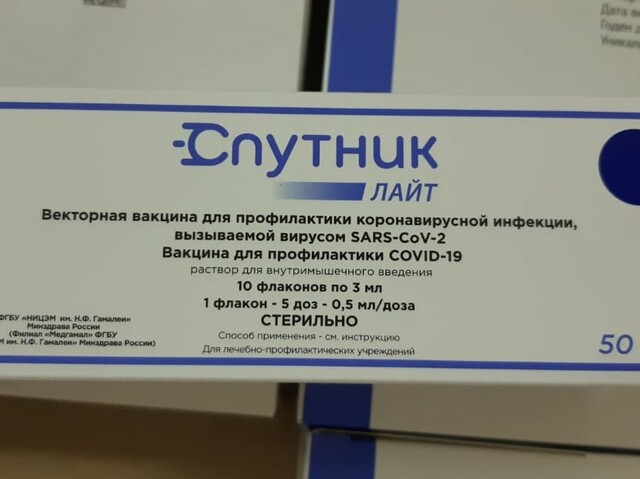 Дата в
Годен д
Уникал
Спутник
ЛАЙТ
Векторная вакцина для профилактики коронавирусной инфекции,
вызываемой вирусом SARS-CoV-2
Вакцина для профилактики COVID-19
раствор для внутримышечного введения
10 флаконов по 3 мл
1 флакон - 5 доз - 0,5 мл/доза
СТЕРИЛЬНО
Способ применения - см. инструкцию
Для лечебно-профилактических учреждений
ФГБУ «НИЦЭМ им. Н.Ф. Гамалеи»
Минздрава России
(Филиал «Медгамал» ФГБУ
М им. Н.Ф. Гамалеи» Минздрава России)
50